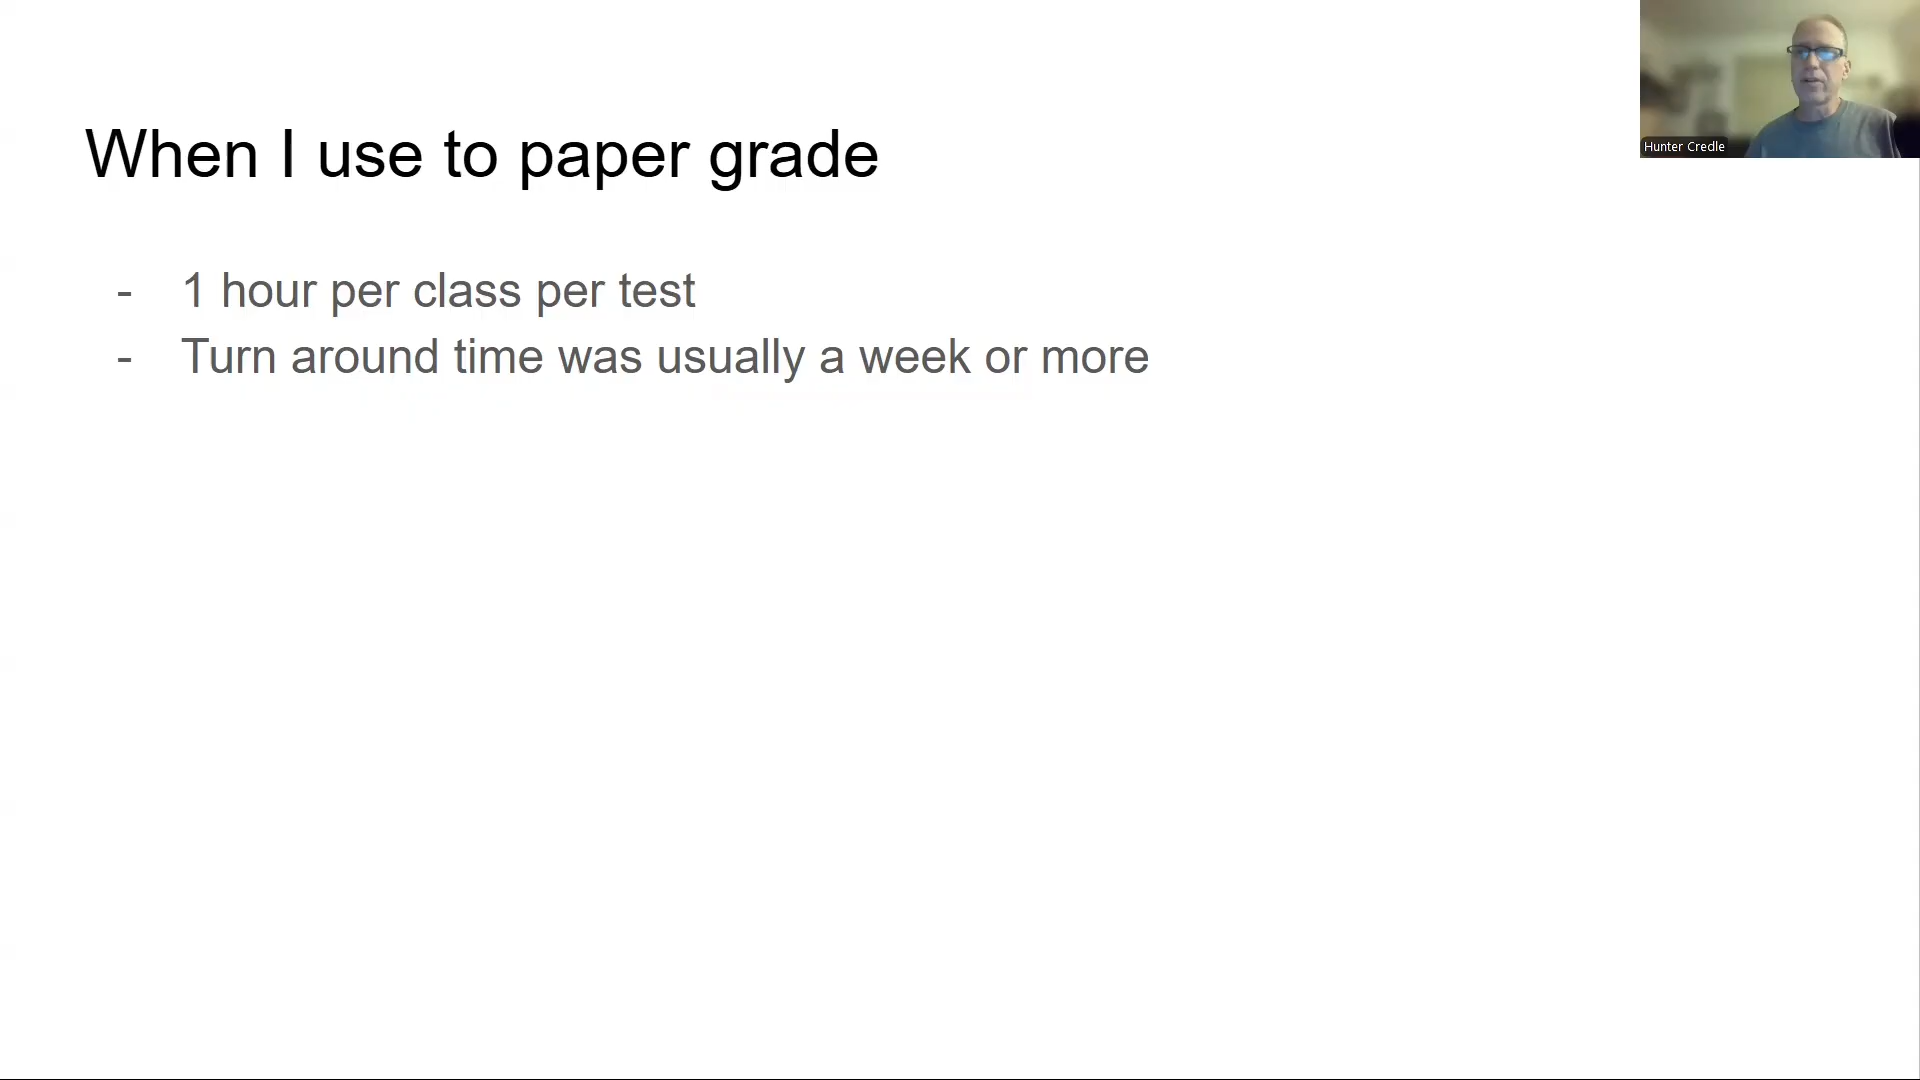 When I use to paper grade
- 1 hour per class per test
- Turn around time was usually a week or more
Hunter Credle